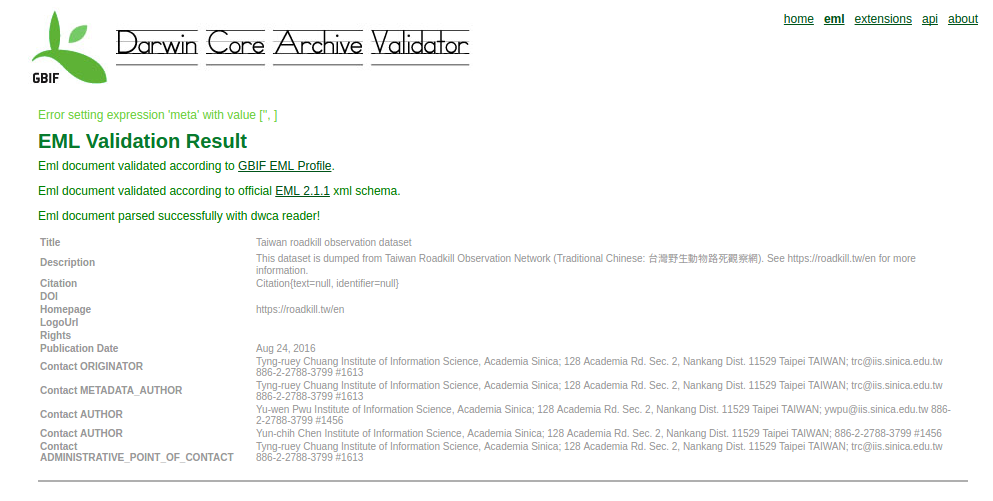 GBIF
Darwin Core Archive Validator
home eml extensions api about
Error setting expression 'meta' with value ['', ]
EML Validation Result
Eml document validated according to GBIF EML Profile.
Eml document validated according to official EML 2.1.1 xml schema.
Eml document parsed successfully with dwca reader!
Title Taiwan roadkill observation dataset
Description This dataset is dumped from Taiwan Roadkill Observation Network (Traditional Chinese: 台灣野生動物路死觀察網). See https://roadkill.tw/en for more
information.
Citation Citation{text=null, identifier=null}
DOI
Homepage https://roadkill.tw/en
LogoUrl
Rights
Publication Date Aug 24, 2016
Contact ORIGINATOR Tyng-ruey Chuang Institute of Information Science, Academia Sinica; 128 Academia Rd. Sec. 2, Nankang Dist. 11529 Taipei TAIWAN; trc@iis.sinica.edu.tw
886-2-2788-3799 #1613
Contact METADATA_AUTHOR Tyng-ruey Chuang Institute of Information Science, Academia Sinica; 128 Academia Rd. Sec. 2, Nankang Dist. 11529 Taipei TAIWAN; trc@iis.sinica.edu.tw
886-2-2788-3799 #1613
Contact AUTHOR Yu-wen Pwu Institute of Information Science, Academia Sinica; 128 Academia Rd. Sec. 2, Nankang Dist. 11529 Taipei TAIWAN; ywpu@iis.sinica.edu.tw 886-
2-2788-3799 #1456
Contact AUTHOR Yun-chih Chen Institute of Information Science, Academia Sinica; 128 Academia Rd. Sec. 2, Nankang Dist. 11529 Taipei TAIWAN; 886-2-2788-3799 #1456
Contact Tyng-ruey Chuang Institute of Information Science, Academia Sinica; 128 Academia Rd. Sec. 2, Nankang Dist. 11529 Taipei TAIWAN; trc@iis.sinica.edu.tw
ADMINISTRATIVE_POINT_OF_CONTACT 886-2-2788-3799 #1613